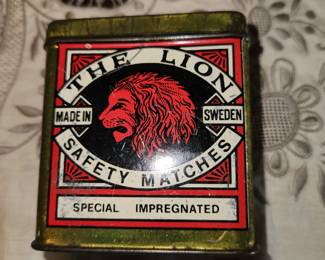 THE LION
MADE IN SWEDEN
SAFETY MATCHES
SPECIAL IMPREGNATED